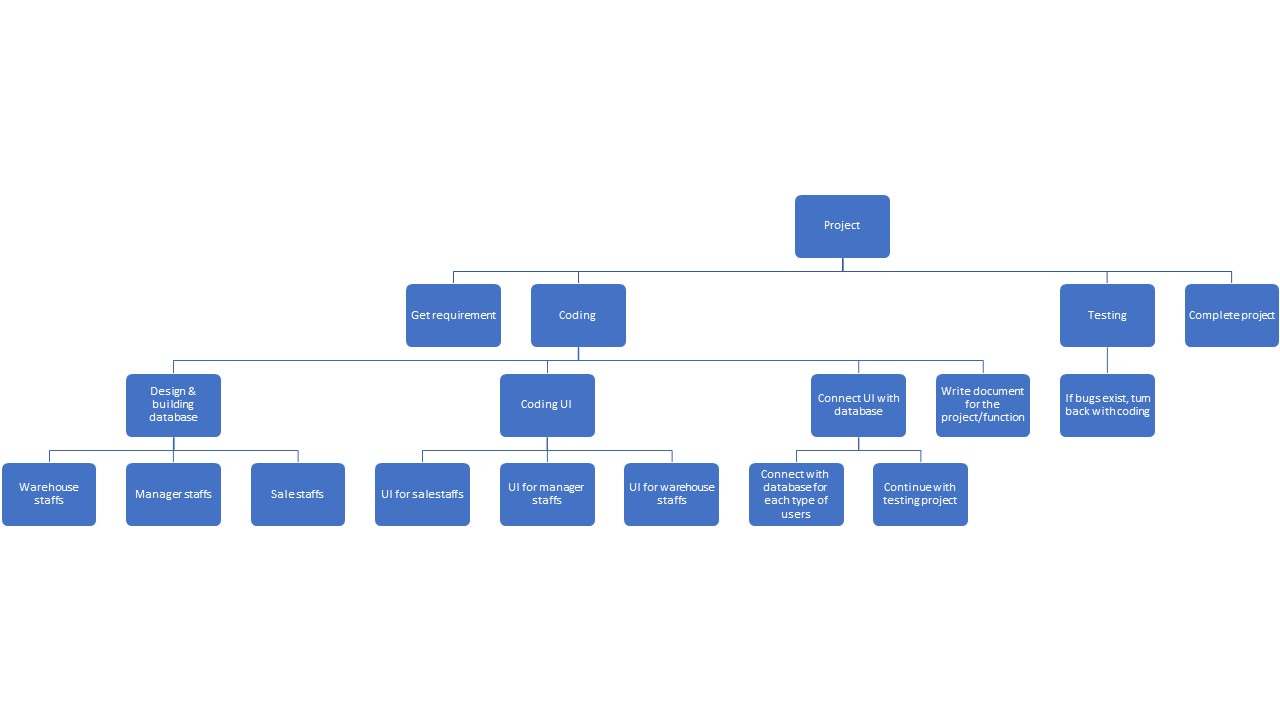 Project
Get requirement
Coding
Testing
Complete project
Design &
building
database
Coding UI
Connect UI with
database
Write document
for the
project/function
If bugs exist, turn
back with coding
Warehouse
staffs
Manager staffs
Sale staffs
UI for sale staffs
UI for manager
staffs
UI for warehouse
staffs
Connect with
database for
each type of
users
Continue with
testing project